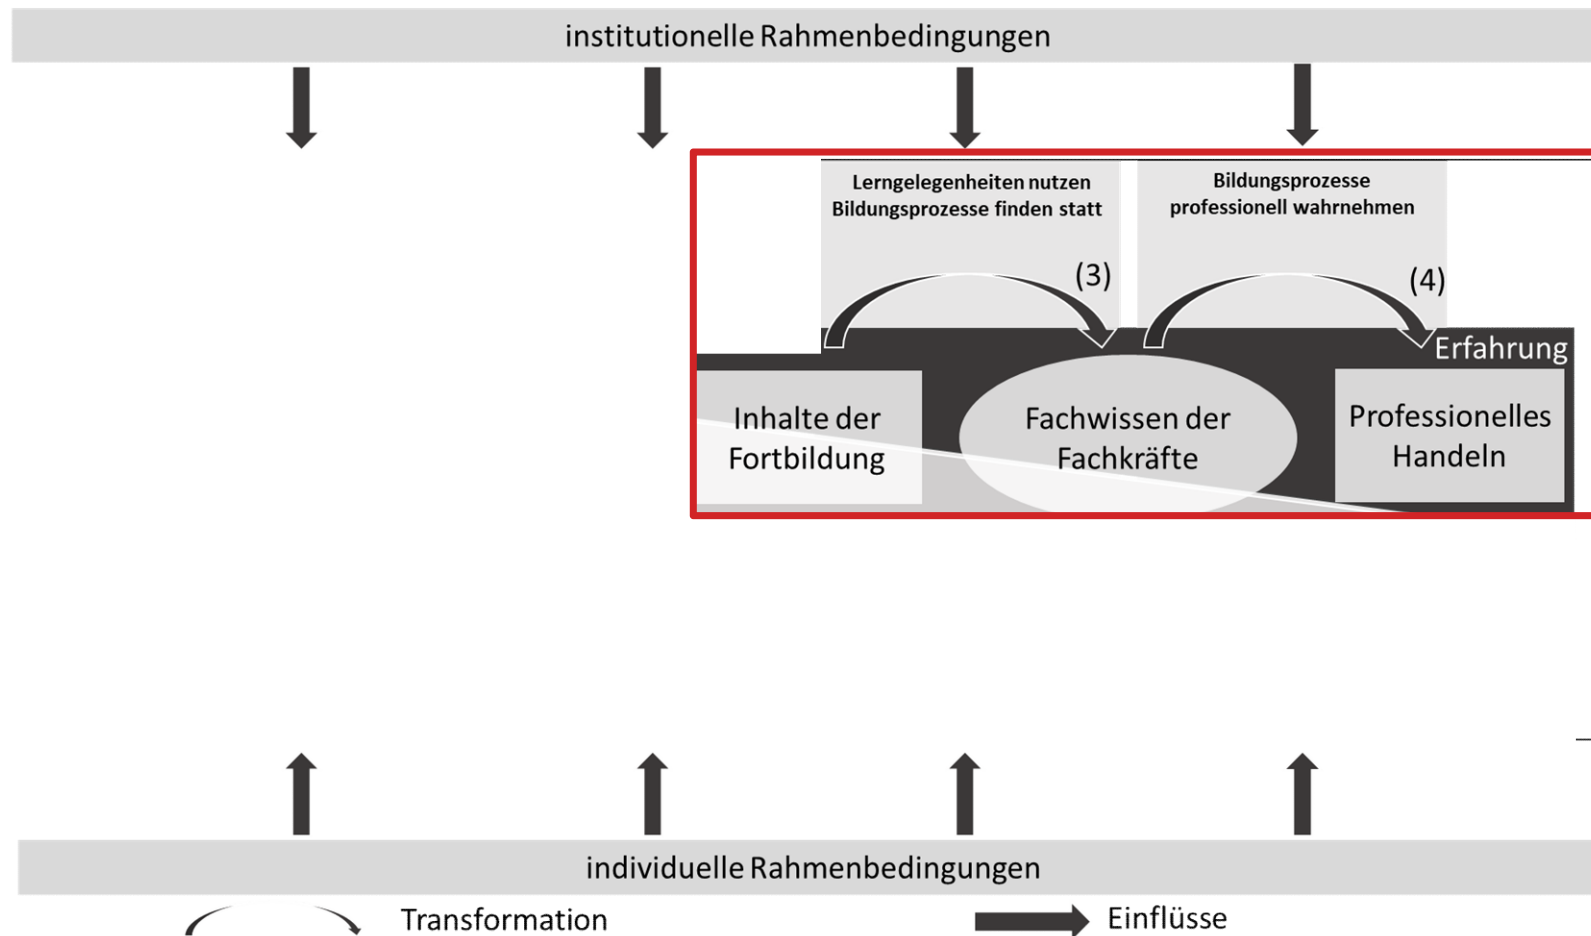 institutionelle Rahmenbedingungen
Lerngelegenheiten nutzen
Bildungsprozesse finden statt
Bildungsprozesse
professionell wahrnehmen
(3)
(4)
Erfahrung
Inhalte der
Fortbildung
Fachwissen der
Fachkräfte
Professionelles
Handeln
individuelle Rahmenbedingungen
Transformation
Einflüsse